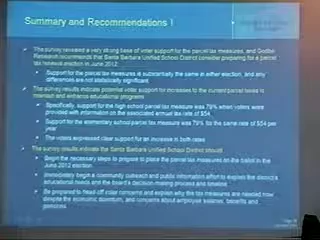 Summary and Recommendations I
The survey revealed a very strong base of voter support for the parcel tax measures, and Godbe
Research recommends that Santa Barbara Unified School District consider preparing for a parcel
tax renewal election in June 2012.
Support for the parcel tax measures is substantially the same in either election, and any
differences are not statistically significant.
The survey results indicate potential voter support for increases to the current parcel taxes to
maintain and enhance educational programs
Specifically, support for the high school parcel tax measure was 79% when voters were
provided with information on the associated annual tax rate of $54.
Support for the elementary school parcel tax measure was 79% for the same rate of $54 per
year.
The voters expressed clear support for an increase in both rates
The survey results indicate the Santa Barbara Unified School District should
Begin the necessary steps to prepare to place the parcel tax measures on the ballot in the
June 2012 election.
Immediately begin a community outreach and public information effort to explain the district's
educational needs and the board's decision-making process and timeline.
Be prepared to head off voter concerns and explain why the tax measures are needed now
despite the economic downturn, and concerns about employee salaries, benefits and
pensions.